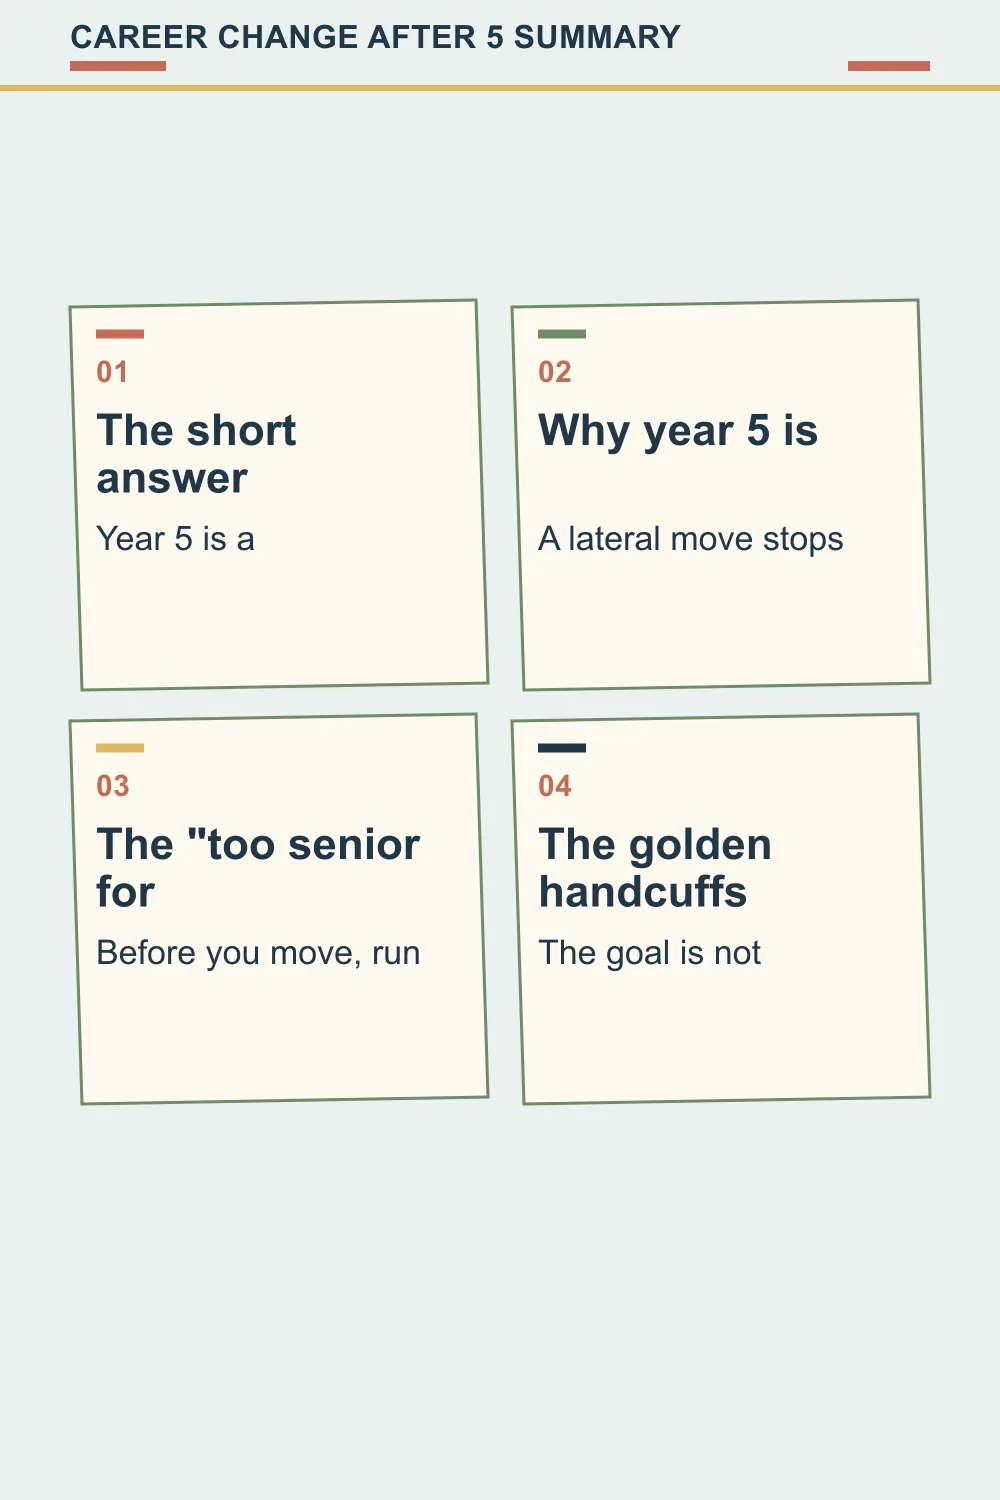 CAREER CHANGE AFTER 5 SUMMARY
01
The short
answer
Year 5 is a
02
Why year 5 is
A lateral move stops
03
The "too senior
for
Before you move, run
04
The golden
handcuffs
The goal is not